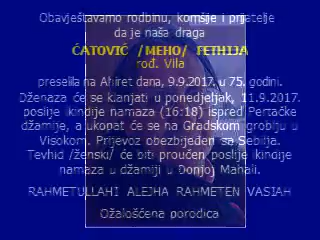 Obavještavamo rodbinu, komšije i prijatelje
da je naša draga
ĆATOVIĆ /MEHO/ FETHIJA
rođ. Vila
preselila na Ahiret dana, 9.9.2017. u 75. godini.
Dženaza će se klanjati u ponedjeljak, 11.9.2017.
poslije ikindije namaza (16:18) ispred Pertačke
džamije, a ukopat će se na Gradskom groblju u
Visokom. Prijevoz obezbijeđen sa Sebilja.
Tevhid /ženski/ će biti proučen poslije ikindije
namaza u džamiji u Donjoj Mahali.
RAHMETULLAHI ALEJHA RAHMETEN VASIAH
Ožalošćena porodica